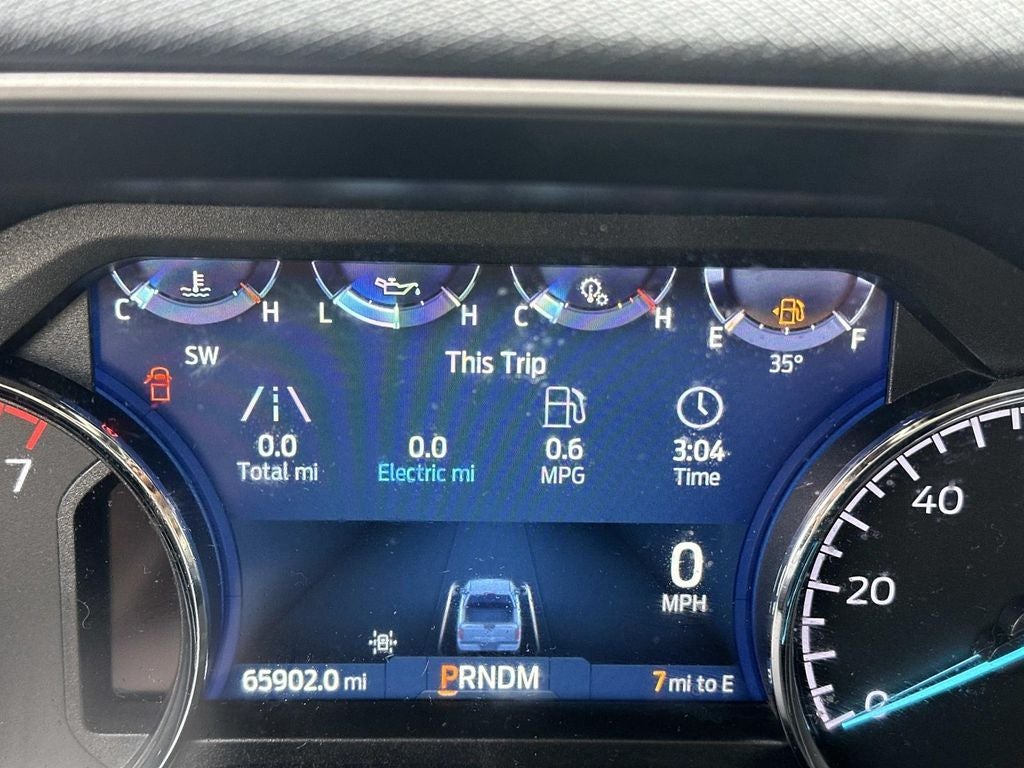 C H L H C H E F
SW
This Trip
35°
0.0 0.0 0.6 3:04
Total mi Electric mi MPG Time
7
40
0
MPH
20
65902.0 mi PRNDM 7 mi to E
0